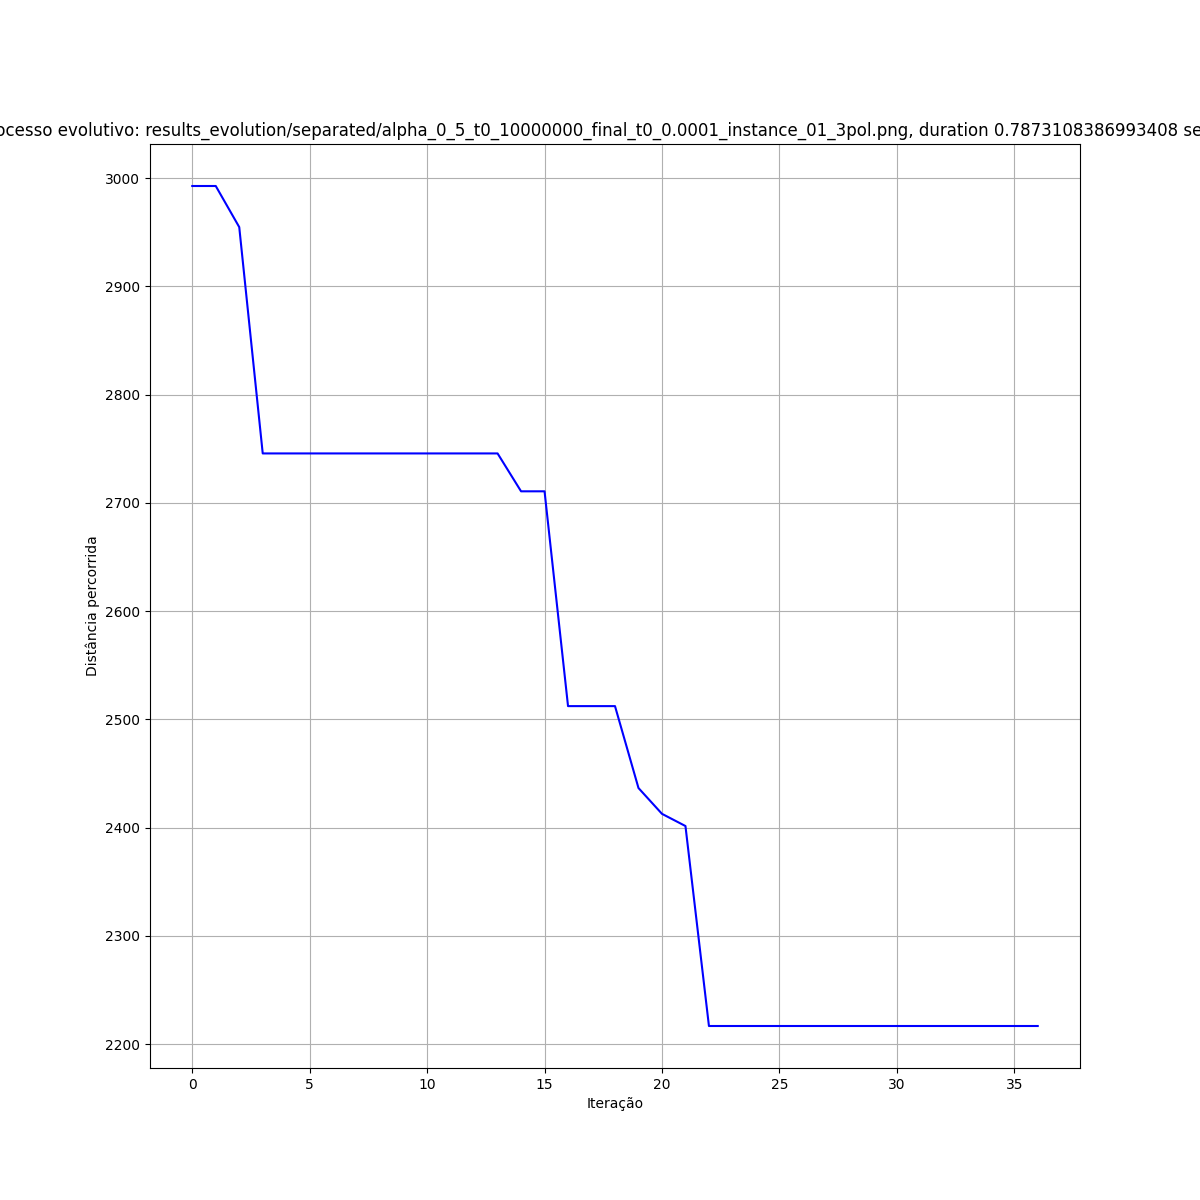 ocesso evolutivo: results_evolution/separated/alpha_0_5_t0_10000000_final_t0_0.0001_instance_01_3pol.png, duration 0.7873108386993408 se
3000
2900
2800
2700
2600
2500
2400
2300
2200
Distância percorrida
0 5 10 15 20 25 30 35
Iteração